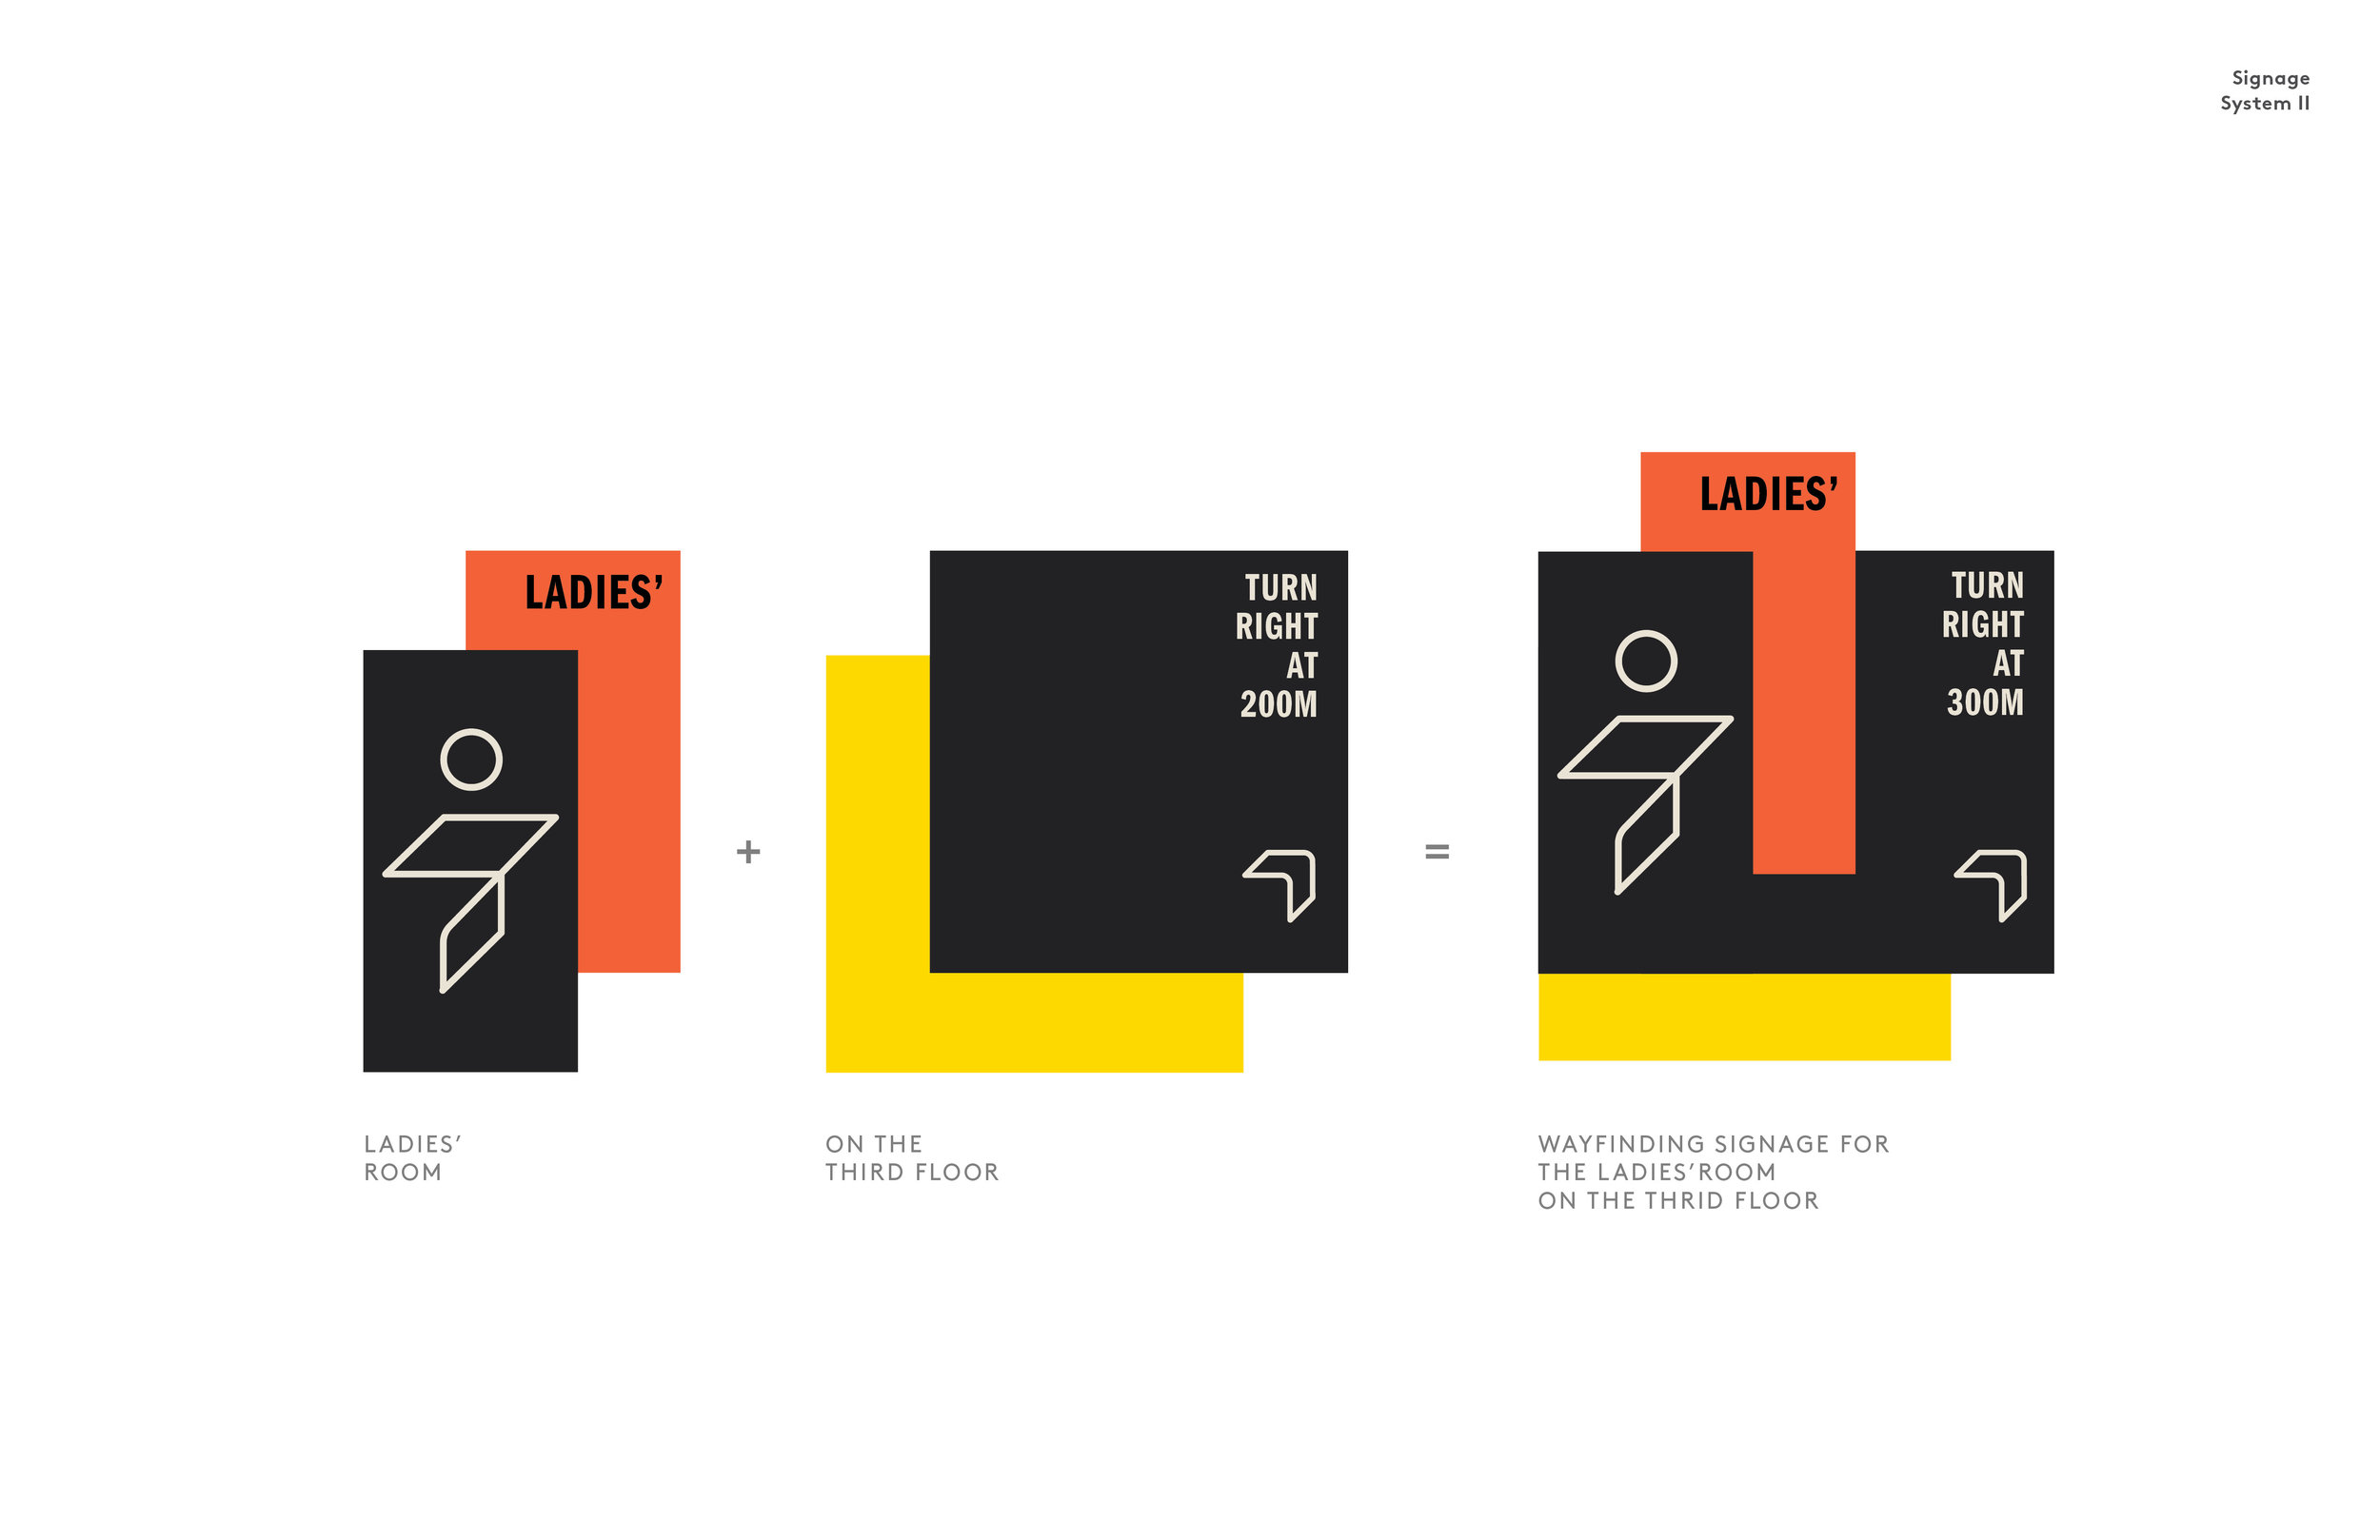 Signage
System II
LADIES’
TURN
RIGHT
AT
200M
LADIES’
TURN
RIGHT
AT
300M
+
=
LADIES’
ROOM
ON THE
THIRD FLOOR
WAYFINDING SIGNAGE FOR
THE LADIES’ROOM
ON THE THRID FLOOR